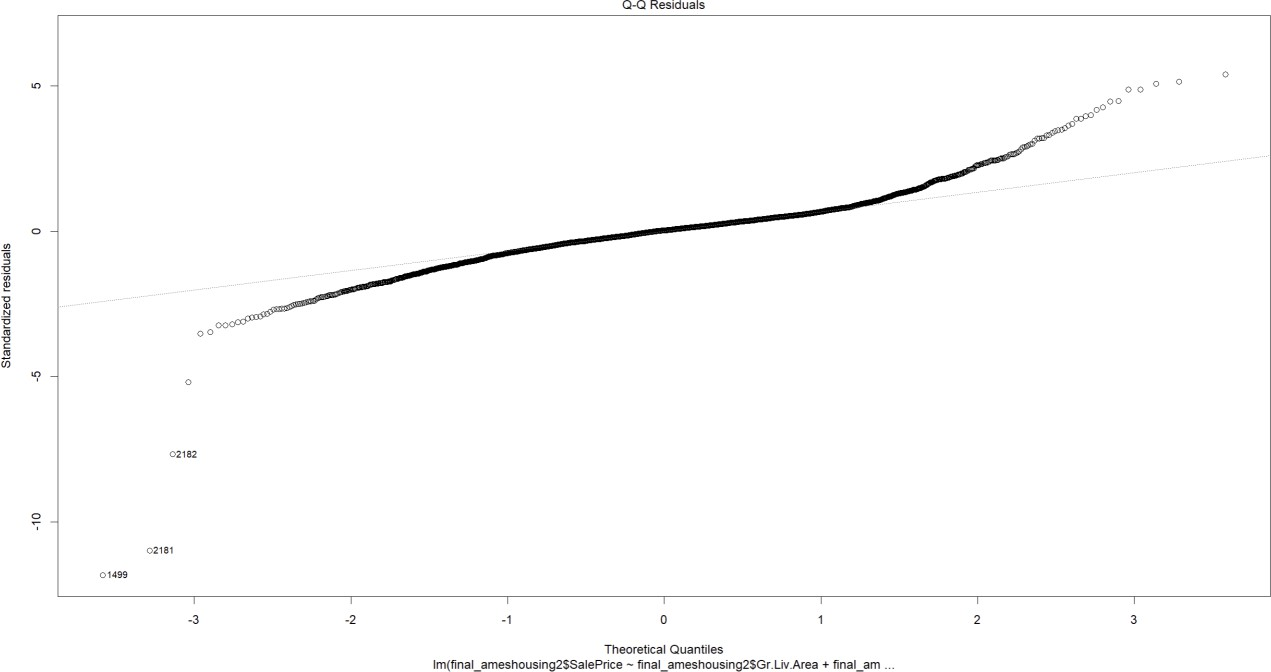 Q-Q Residuals
Standardized residuals
5
0
-5
-10
2182
2181
1499
-3 -2 -1 0 1 2 3
Theoretical Quantiles
lm(final_ameshousing2$SalePrice ~ final_ameshousing2$Gr.Liv.Area + final_am ...